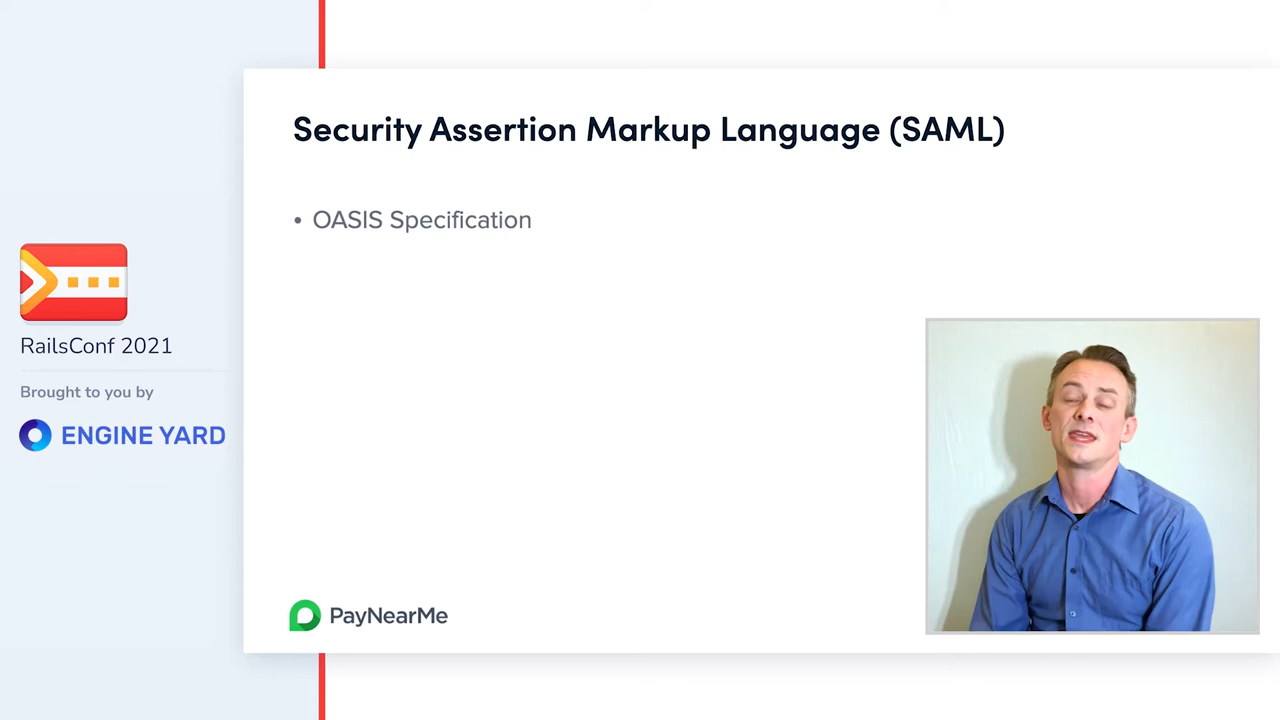 Security Assertion Markup Language (SAML)
• OASIS Specification
RailsConf 2021
Brought to you by
ENGINE YARD
PayNearMe